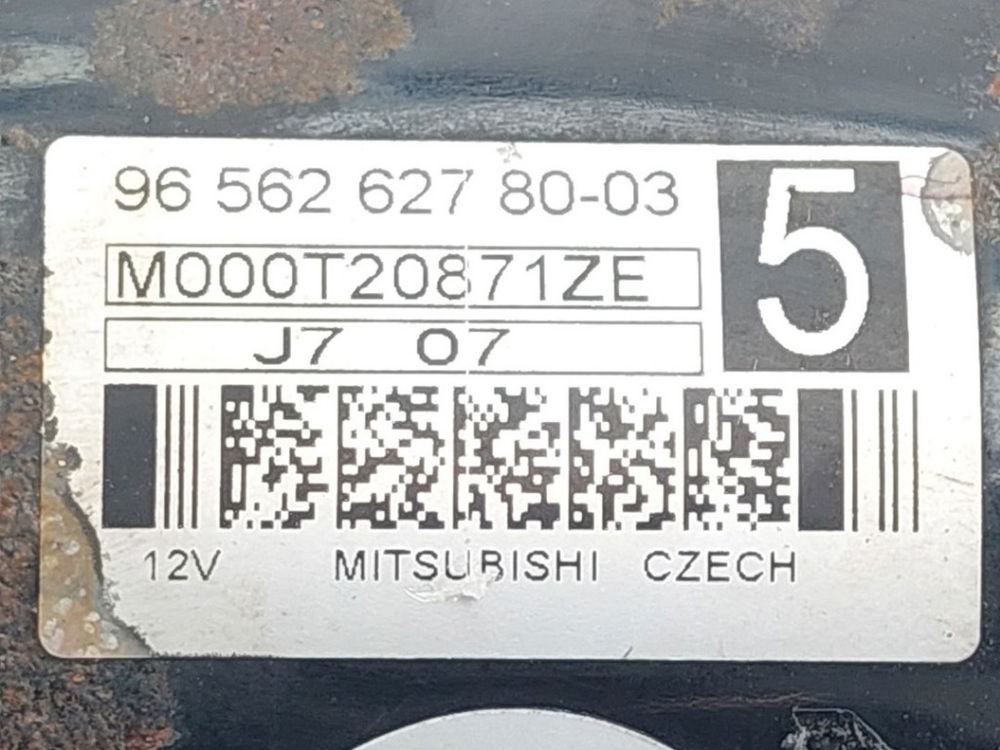 96 562 627 80-03
5
M000T20871ZE
J7 07
12V MITSUBISHI CZECH